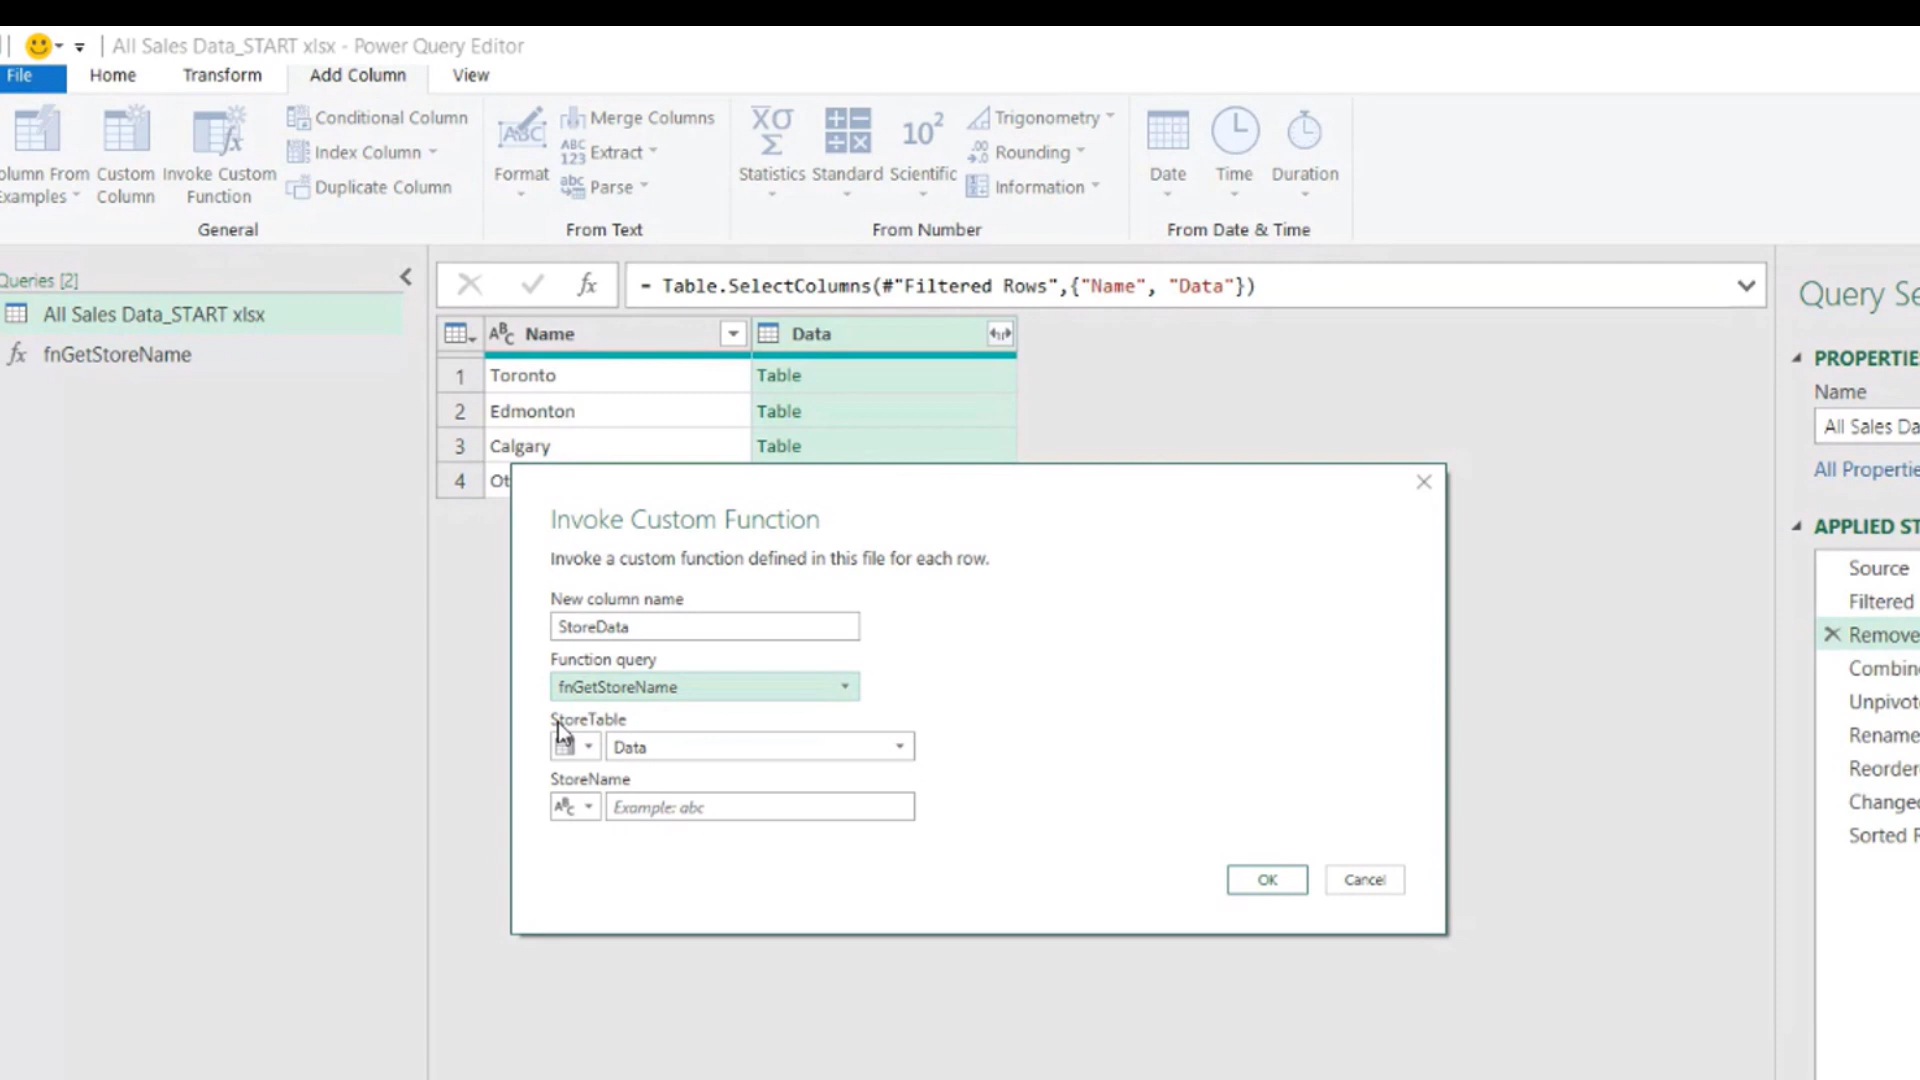 All Sales Data_START xlsx - Power Query Editor
File Home Transform Add Column View
Column From Examples
Custom Column
Invoke Custom Function
Conditional Column
Index Column
Duplicate Column
General
Format
Merge Columns
Extract
Parse
From Text
Statistics
Standard
Scientific
Trigonometry
Rounding
Information
From Number
Date
Time
Duration
From Date & Time
Queries [2]
All Sales Data_START xlsx
fnGetStoreName
= Table.SelectColumns(#"Filtered Rows",{"Name", "Data"})
Name Data
1 Toronto Table
2 Edmonton Table
3 Calgary Table
4 Ot
Invoke Custom Function
Invoke a custom function defined in this file for each row.
New column name
StoreData
Function query
fnGetStoreName
StoreTable
Data
StoreName
Example: abc
OK Cancel
Query Se
PROPERTIE
Name
All Sales Da
All Propertie
APPLIED ST
Source
Filtered
Remove
Combin
Unpivot
Rename
Reorder
Change
Sorted R